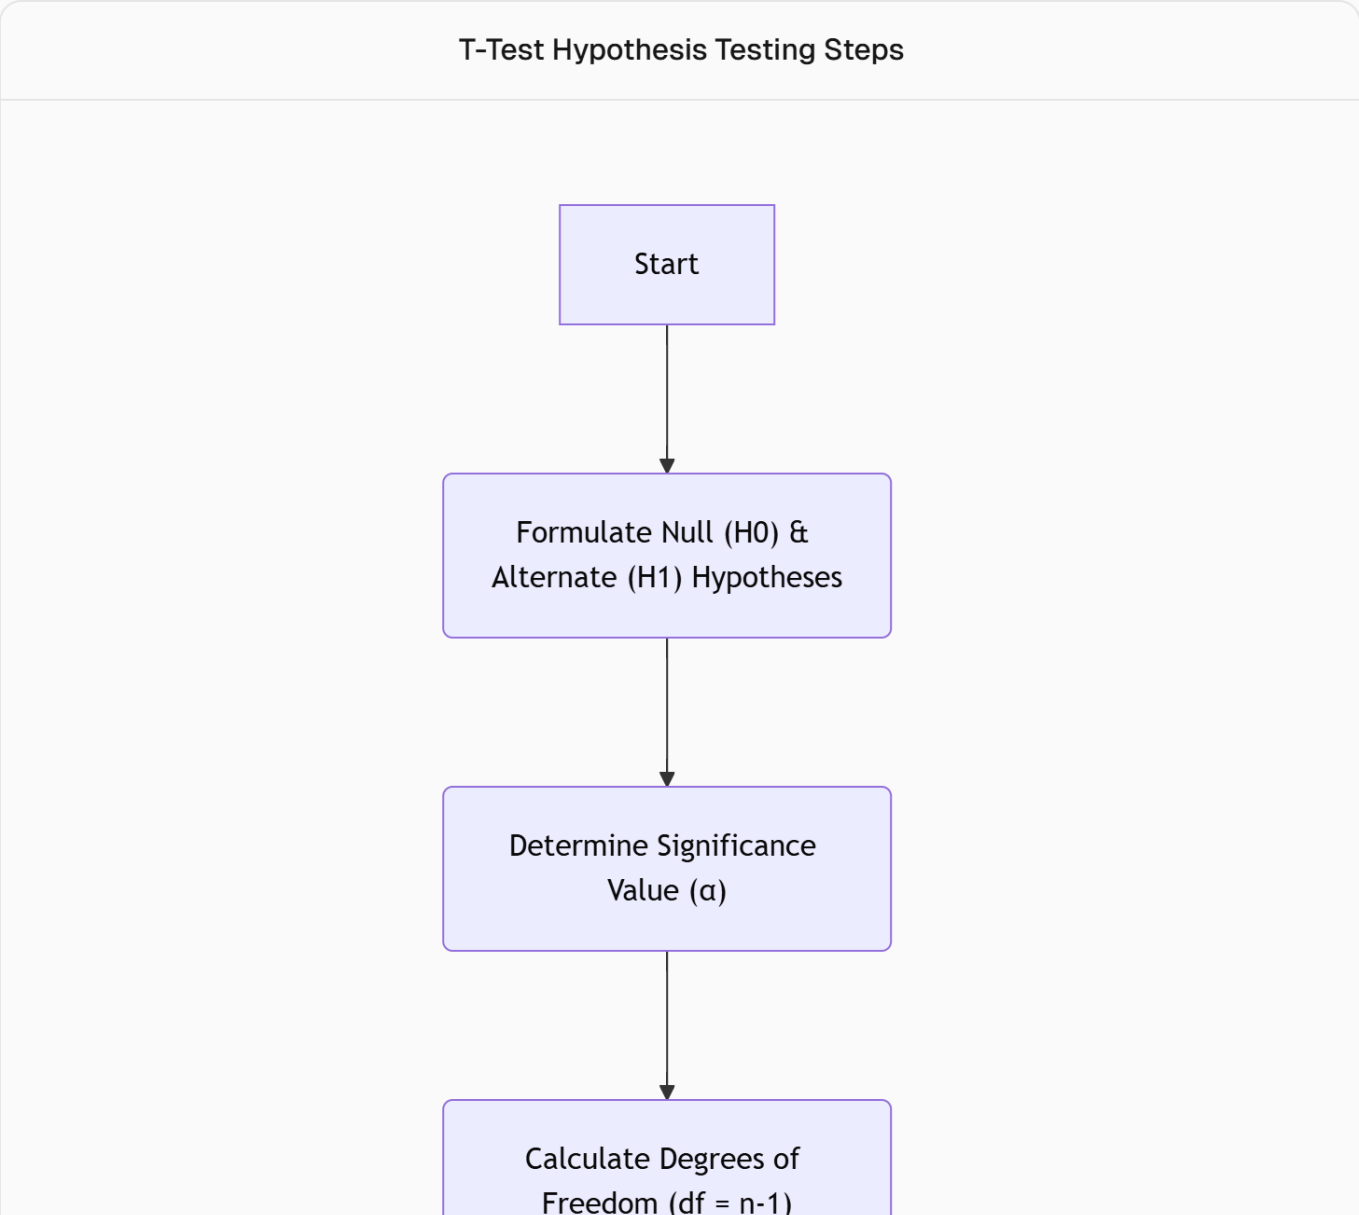 T-Test Hypothesis Testing Steps
Start
Formulate Null (H0) &
Alternate (H1) Hypotheses
Determine Significance
Value (α)
Calculate Degrees of
Freedom (df = n-1)